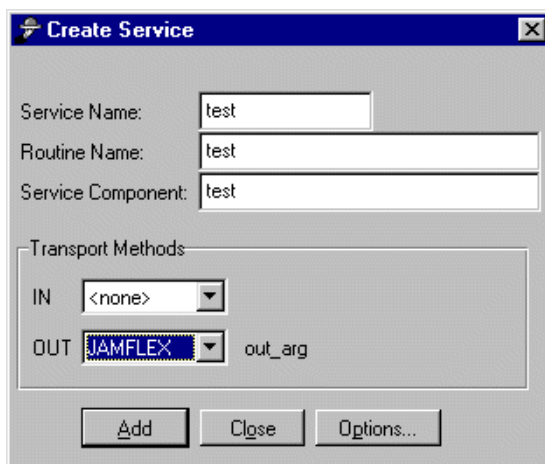 Create Service
Service Name: test
Routine Name: test
Service Component: test
Transport Methods
IN <none>
OUT JAMFLEX out_arg
Add Close Options...